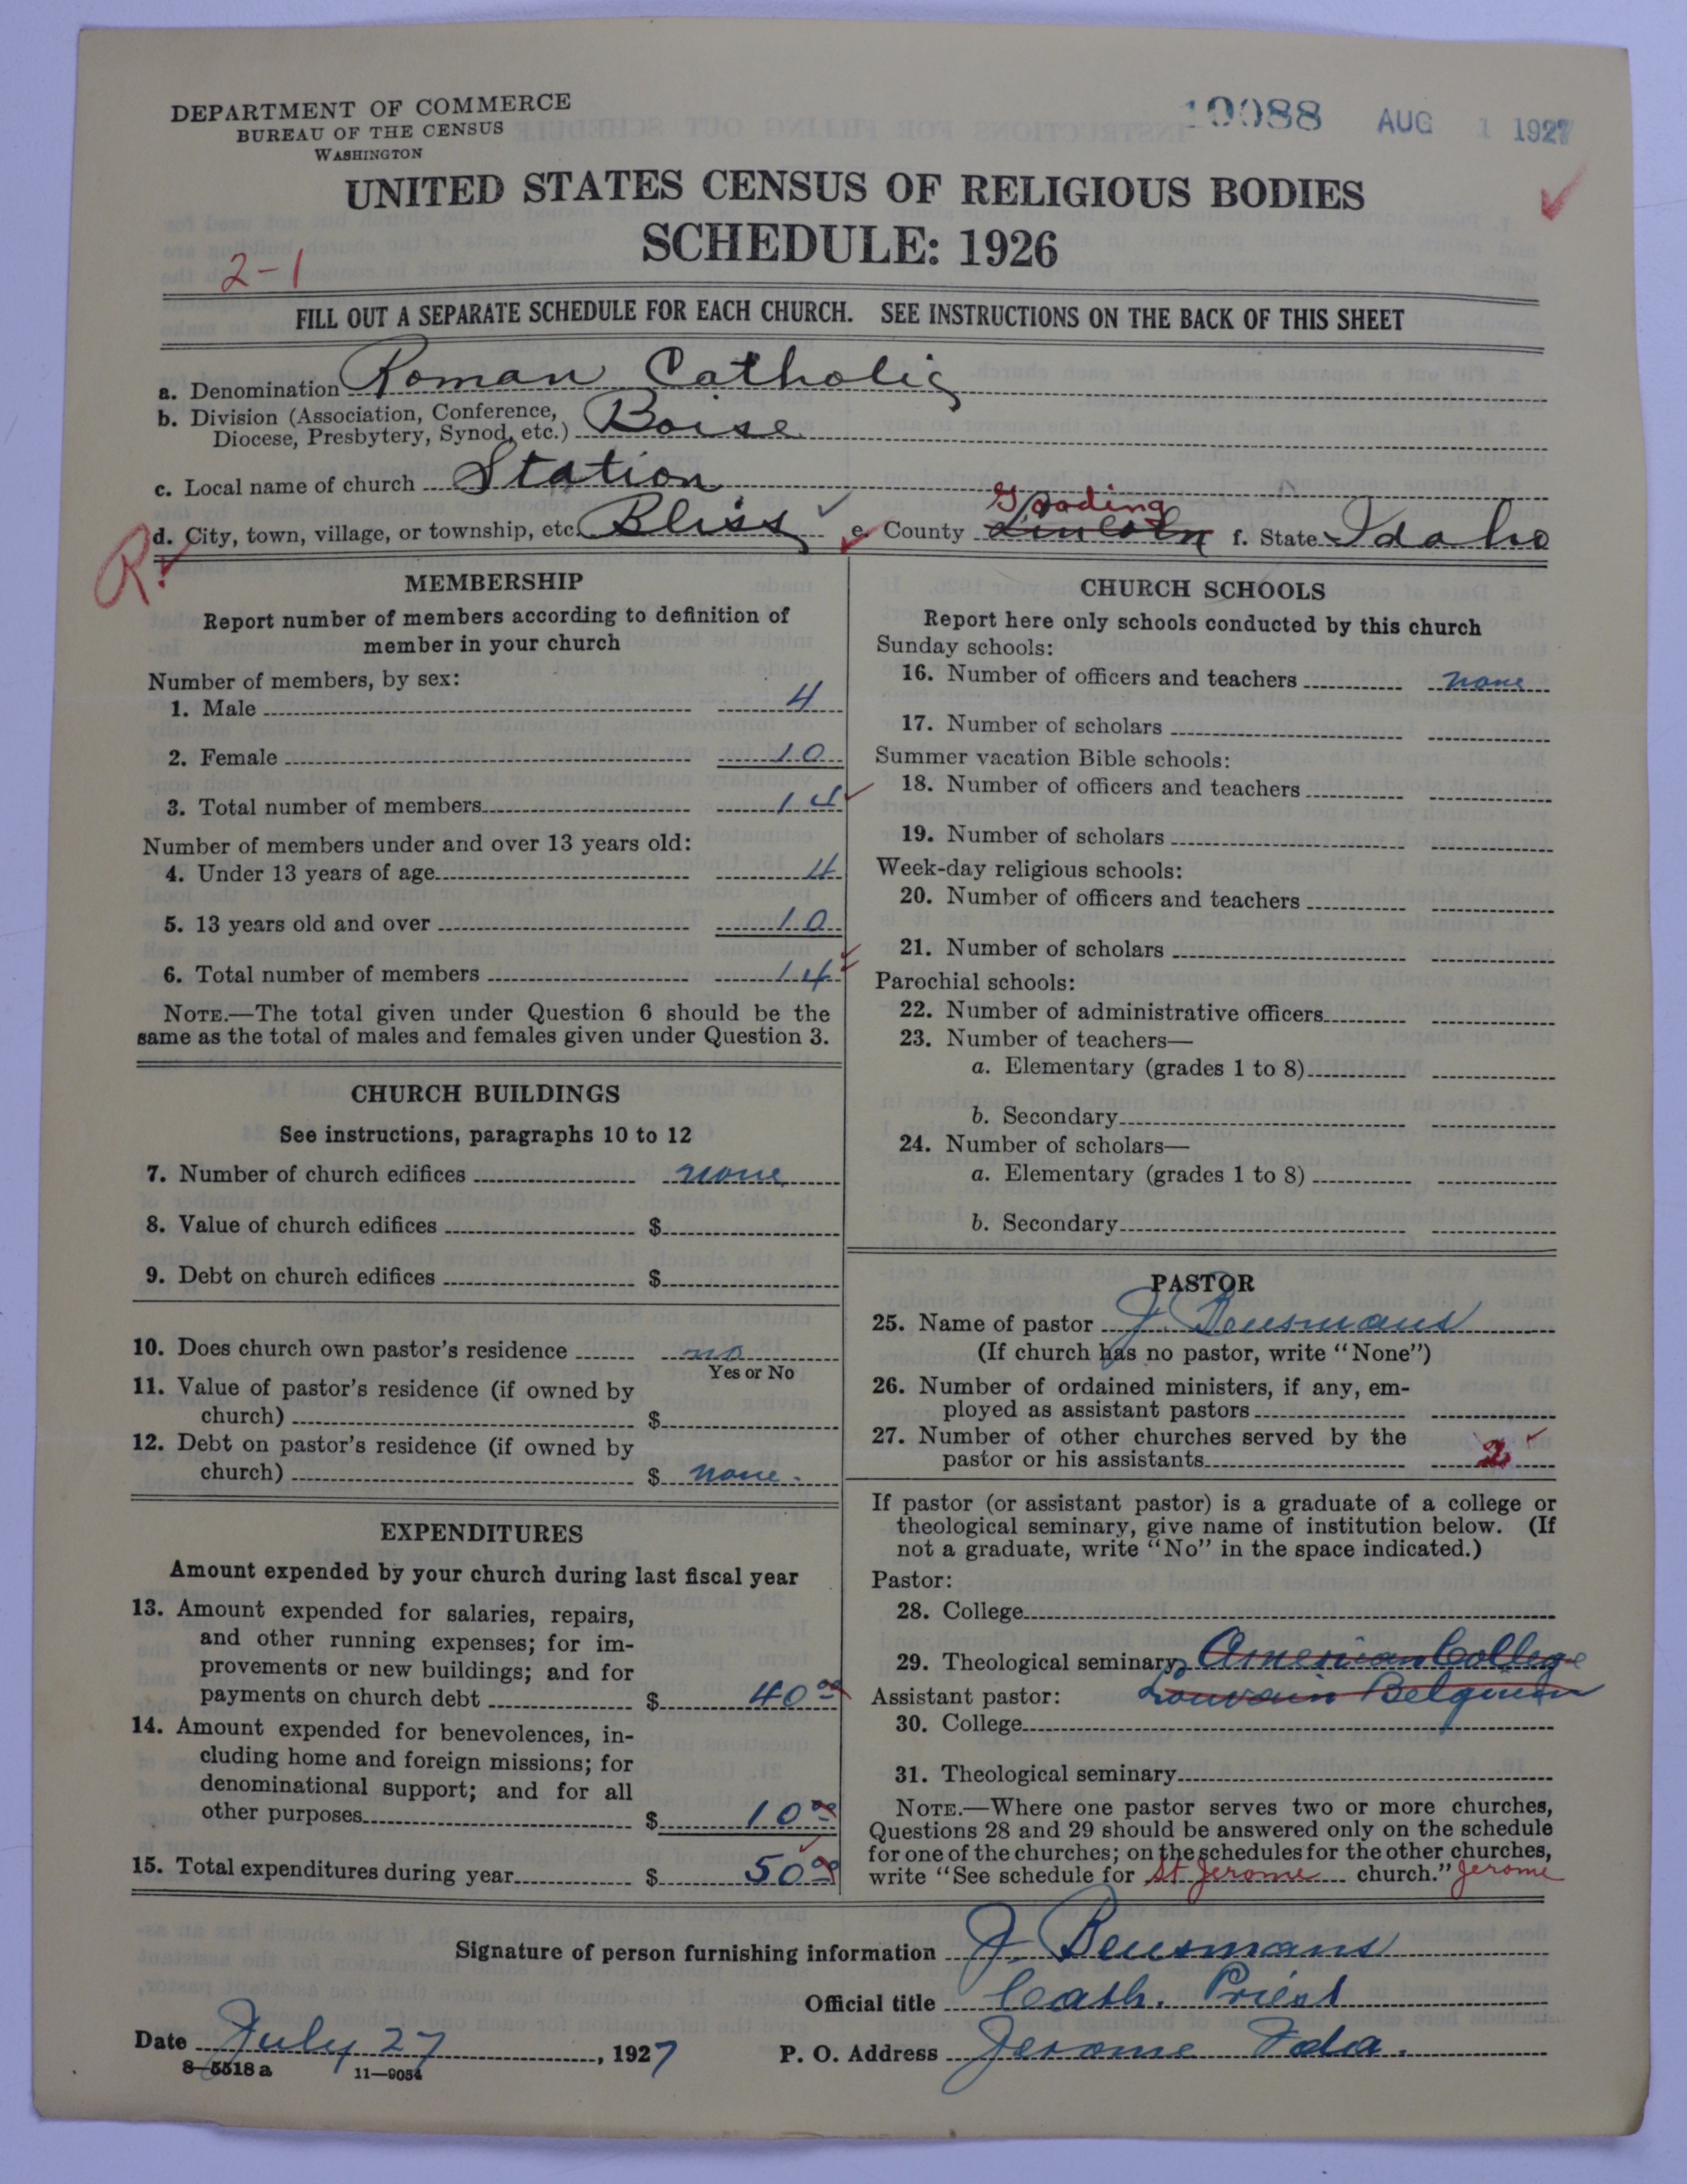 DEPARTMENT OF COMMERCE
BUREAU OF THE CENSUS
WASHINGTON
10088 AUG 1 1927
UNITED STATES CENSUS OF RELIGIOUS BODIES
SCHEDULE: 1926
2-1
FILL OUT A SEPARATE SCHEDULE FOR EACH CHURCH. SEE INSTRUCTIONS ON THE BACK OF THIS SHEET
a. Denomination Roman Catholic
b. Division (Association, Conference,
Diocese, Presbytery, Synod, etc.) Boise
c. Local name of church Station
Gooding
d. City, town, village, or township, etc. Bliss e. County Lincoln f. State Idaho
R.
MEMBERSHIP
Report number of members according to definition of
member in your church
Number of members, by sex:
1. Male 4
2. Female 10
3. Total number of members 14
Number of members under and over 13 years old:
4. Under 13 years of age 4
5. 13 years old and over 10
6. Total number of members 14
NOTE.—The total given under Question 6 should be the
same as the total of males and females given under Question 3.
CHURCH BUILDINGS
See instructions, paragraphs 10 to 12
7. Number of church edifices none
8. Value of church edifices $
9. Debt on church edifices $
10. Does church own pastor's residence no
Yes or No
11. Value of pastor's residence (if owned by
church) $
12. Debt on pastor's residence (if owned by
church) $ none.
EXPENDITURES
Amount expended by your church during last fiscal year
13. Amount expended for salaries, repairs,
and other running expenses; for im-
provements or new buildings; and for
payments on church debt $ 40.00
14. Amount expended for benevolences, in-
cluding home and foreign missions; for
denominational support; and for all
other purposes $ 10.00
15. Total expenditures during year $ 50.00
CHURCH SCHOOLS
Report here only schools conducted by this church
Sunday schools:
16. Number of officers and teachers none
17. Number of scholars
Summer vacation Bible schools:
18. Number of officers and teachers
19. Number of scholars
Week-day religious schools:
20. Number of officers and teachers
21. Number of scholars
Parochial schools:
22. Number of administrative officers
23. Number of teachers—
a. Elementary (grades 1 to 8)
b. Secondary
24. Number of scholars—
a. Elementary (grades 1 to 8)
b. Secondary
PASTOR
25. Name of pastor J. Beusmans
(If church has no pastor, write "None")
26. Number of ordained ministers, if any, em-
ployed as assistant pastors
27. Number of other churches served by the
pastor or his assistants 2
If pastor (or assistant pastor) is a graduate of a college or
theological seminary, give name of institution below. (If
not a graduate, write "No" in the space indicated.)
Pastor:
28. College
29. Theological seminary American College
Assistant pastor: Louvain Belgium
30. College
31. Theological seminary
NOTE.—Where one pastor serves two or more churches,
Questions 28 and 29 should be answered only on the schedule
for one of the churches; on the schedules for the other churches,
write "See schedule for St Jerome church." Jerome
Signature of person furnishing information J. Beusmans
Official title Cath. Priest
Date July 27, 1927 P. O. Address Jerome Ida.
8-5518 a 11—9054